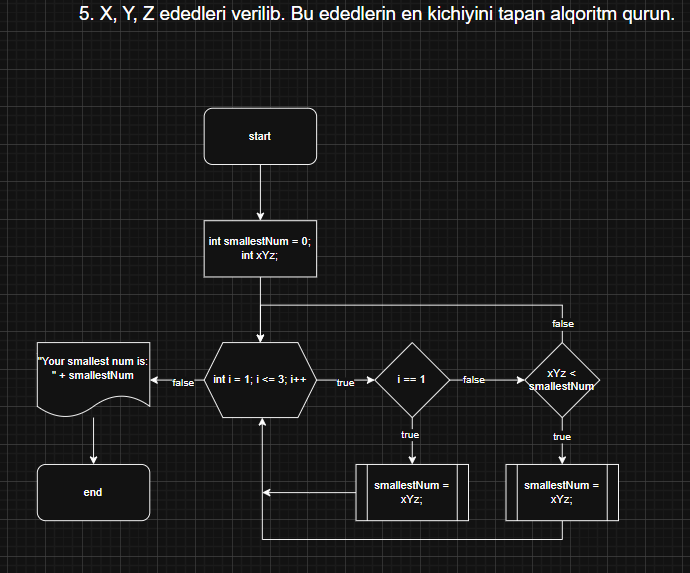 5. X, Y, Z ededleri verilib. Bu ededlerin en kichiyini tapan alqoritm qurun.
start
int smallestNum = 0;
int xYz;
false
"Your smallest num is:
" + smallestNum
false
int i = 1; i <= 3; i++
true
i == 1
false
xYz <
smallestNum
true
true
smallestNum =
xYz;
smallestNum =
xYz;
end